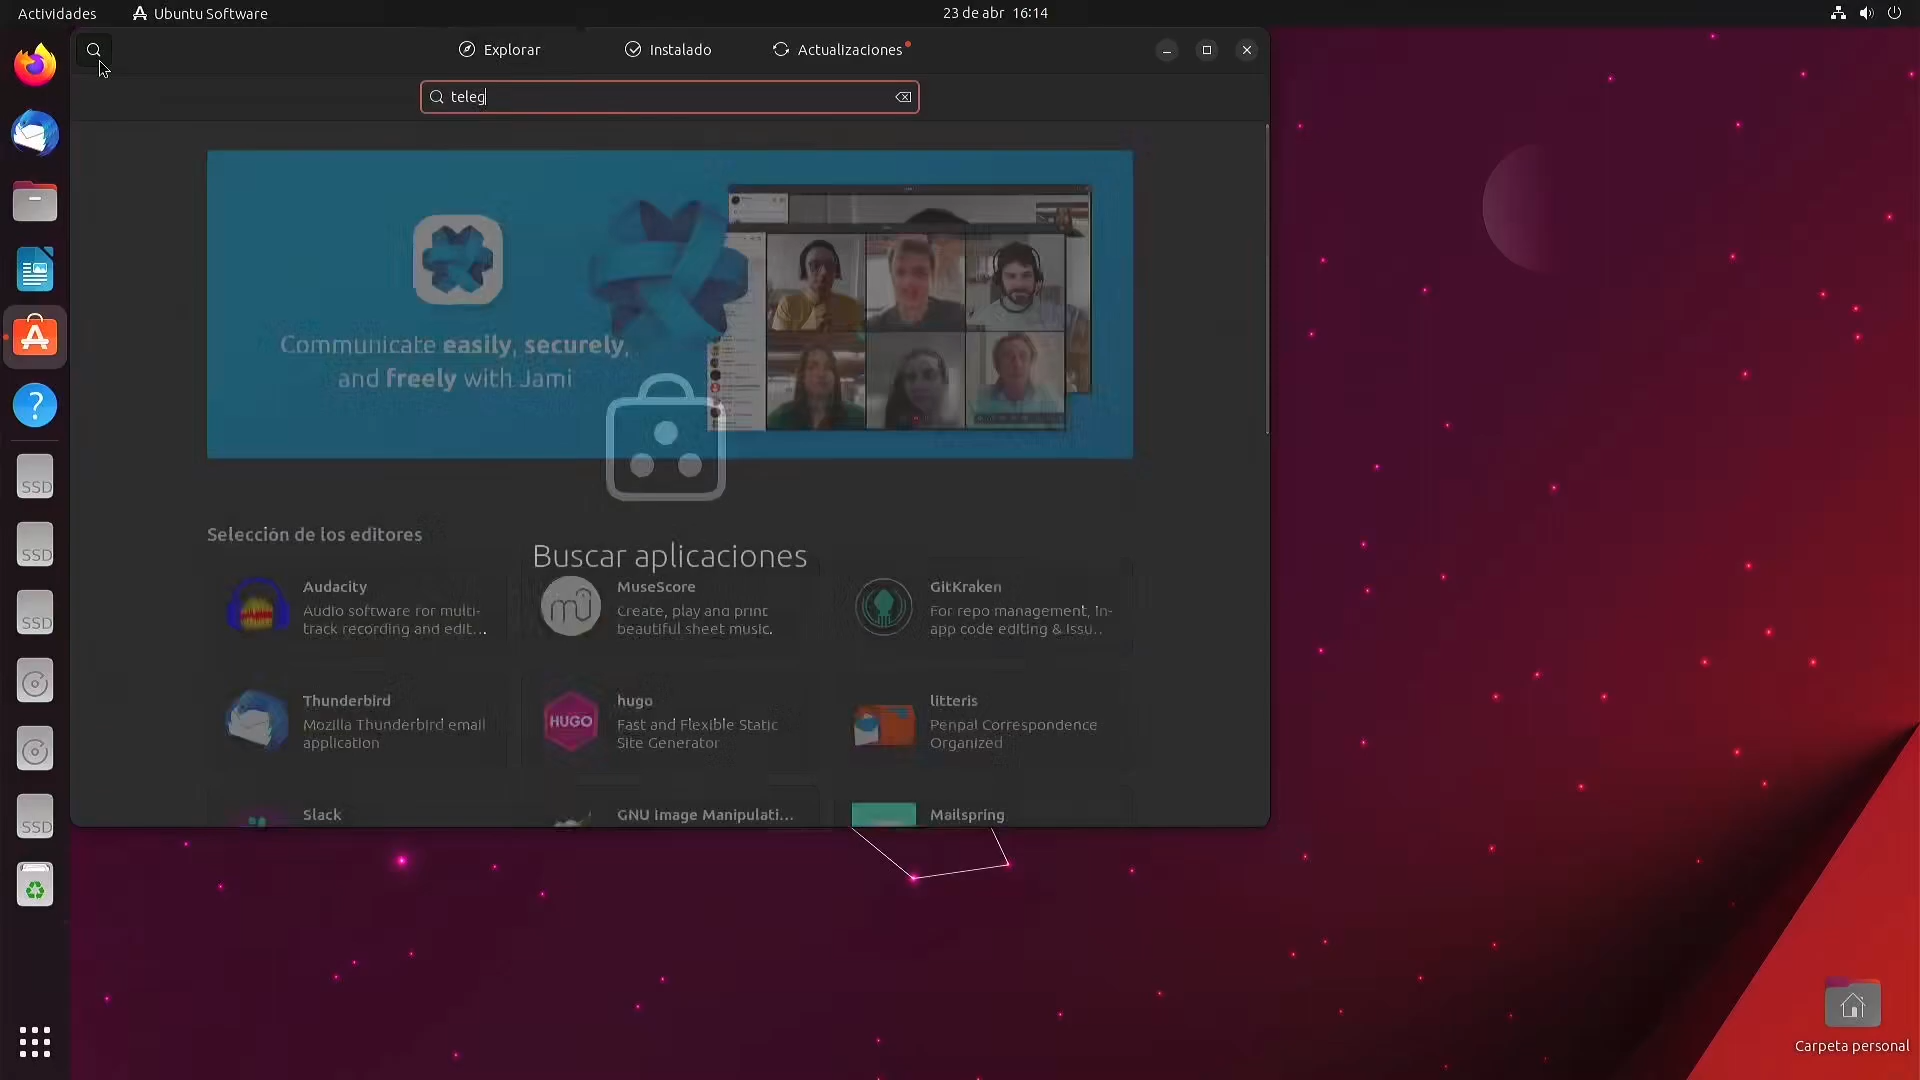 Actividades
Ubuntu Software
23 de abr 16:14
Explorar
Instalado
Actualizaciones
teleg
Communicate easily, securely,
and freely with Jami
Selección de los editores
Buscar aplicaciones
Audacity
Audio software for multi-
track recording and edit...
MuseScore
Create, play and print
beautiful sheet music.
GitKraken
For repo management, in-
app code editing & issu..
Thunderbird
Mozilla Thunderbird email
application
HUGO
hugo
Fast and Flexible Static
Site Generator
litteris
Penpal Correspondence
Organized
Slack
GNU Image Manipulati...
Mailspring
SSD
SSD
SSD
SSD
Carpeta personal